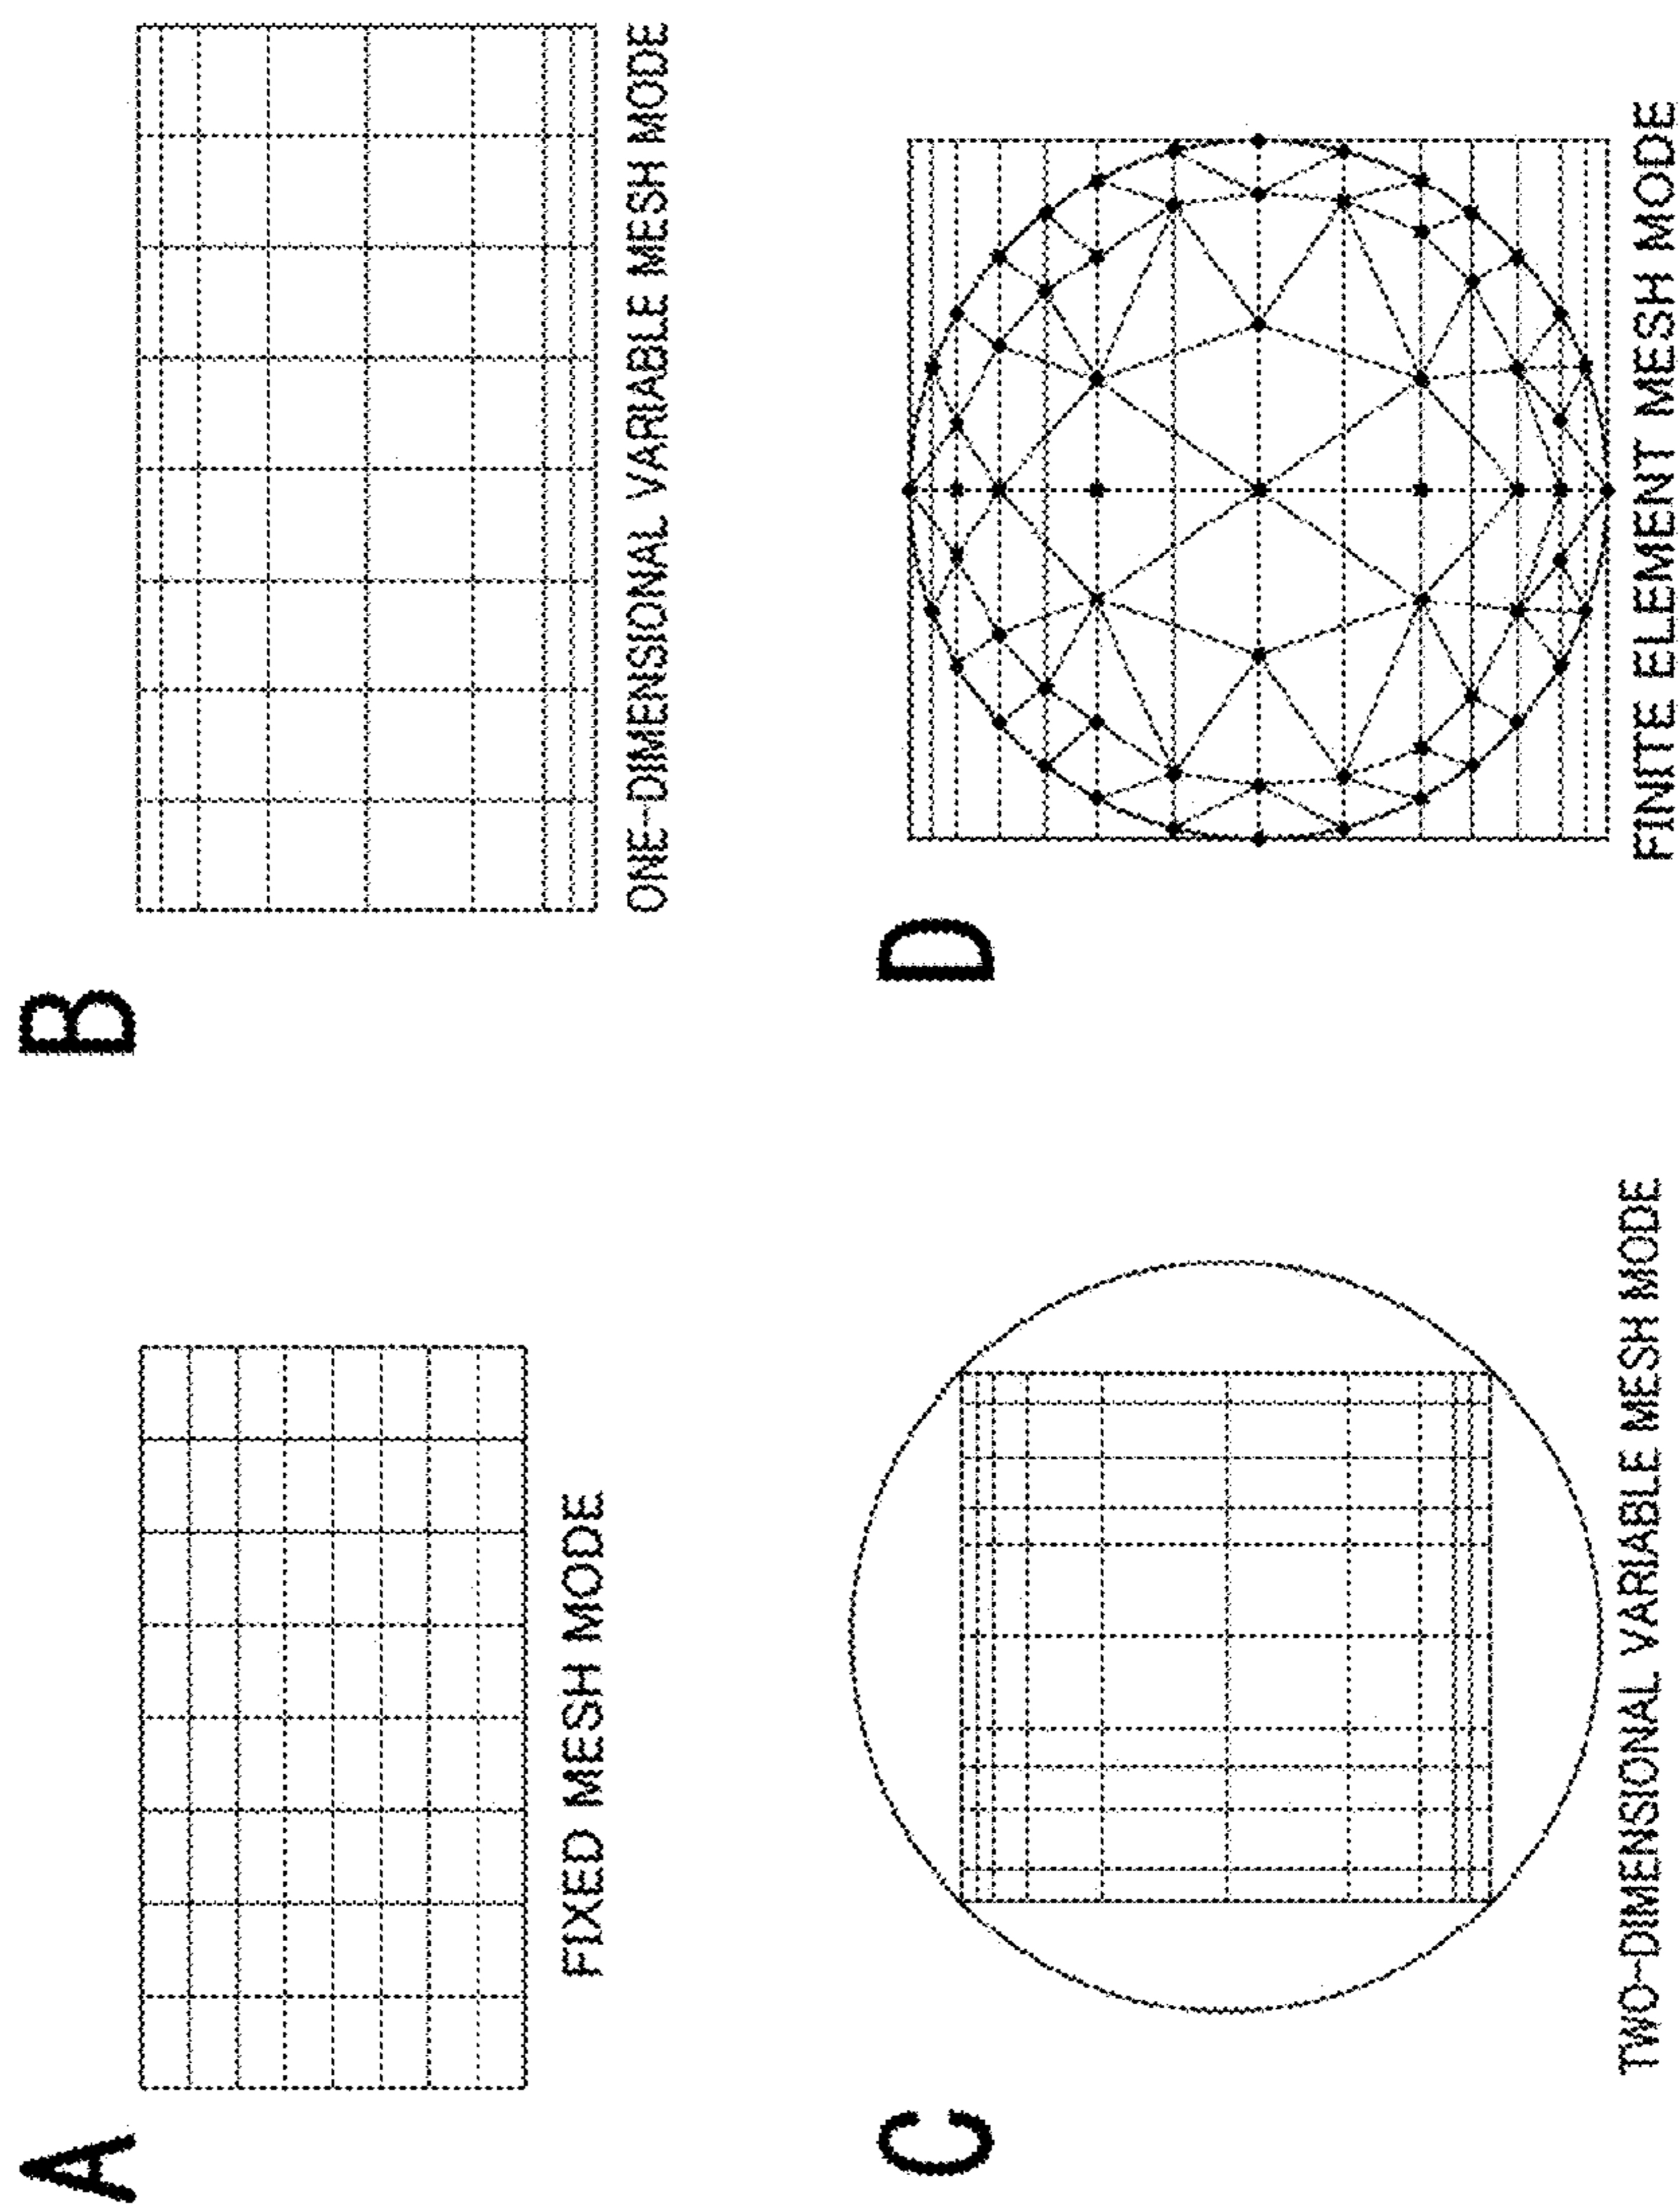 A
FIXED MESH MODE
B
ONE-DIMENSIONAL VARIABLE MESH MODE
C
TWO-DIMENSIONAL VARIABLE MESH MODE
D
FINITE ELEMENT MESH MODE